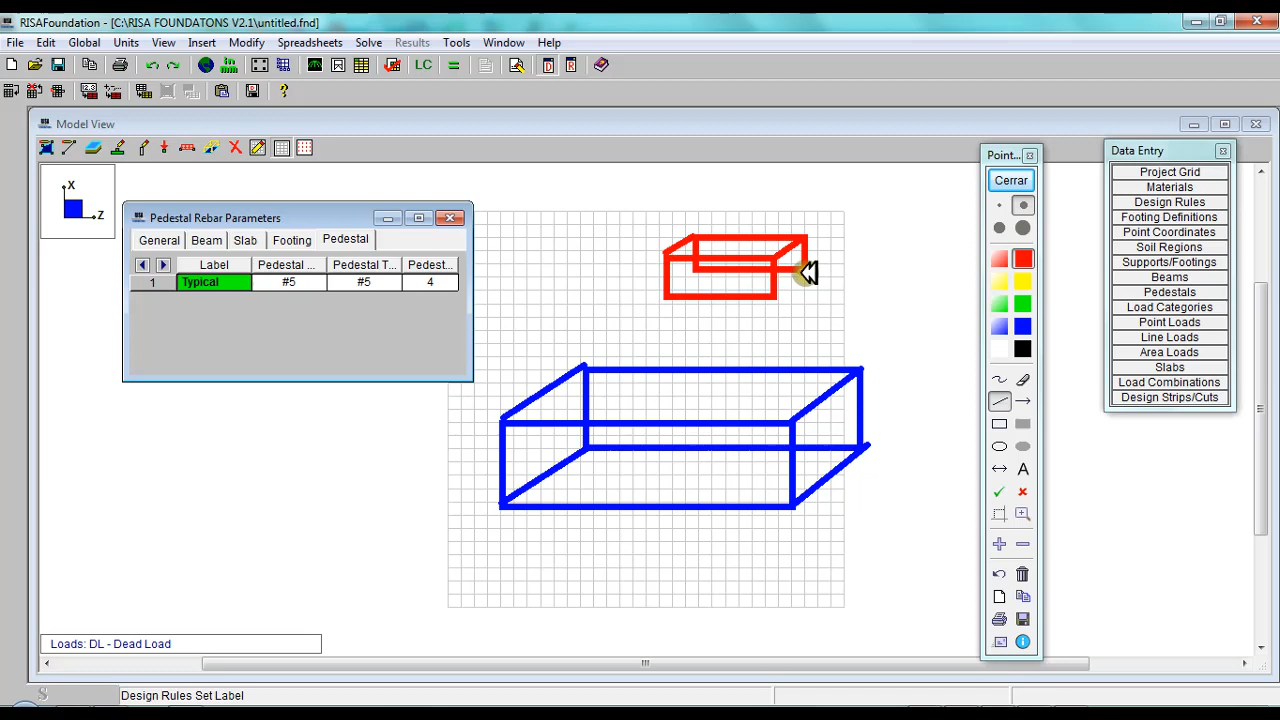 RISAFoundation - [C:\RISA FOUNDATONS V2.1\untitled.fnd]
File Edit Global Units View Insert Modify Spreadsheets Solve Results Tools Window Help
LC
D R
Model View
X
Z
Pedestal Rebar Parameters
General Beam Slab Footing Pedestal
Label Pedestal ... Pedestal T... Pedest...
1 Typical #5 #5 4
Loads: DL - Dead Load
S Design Rules Set Label
Point...
Cerrar
A
Data Entry
Project Grid
Materials
Design Rules
Footing Definitions
Point Coordinates
Soil Regions
Supports/Footings
Beams
Pedestals
Load Categories
Point Loads
Line Loads
Area Loads
Slabs
Load Combinations
Design Strips/Cuts